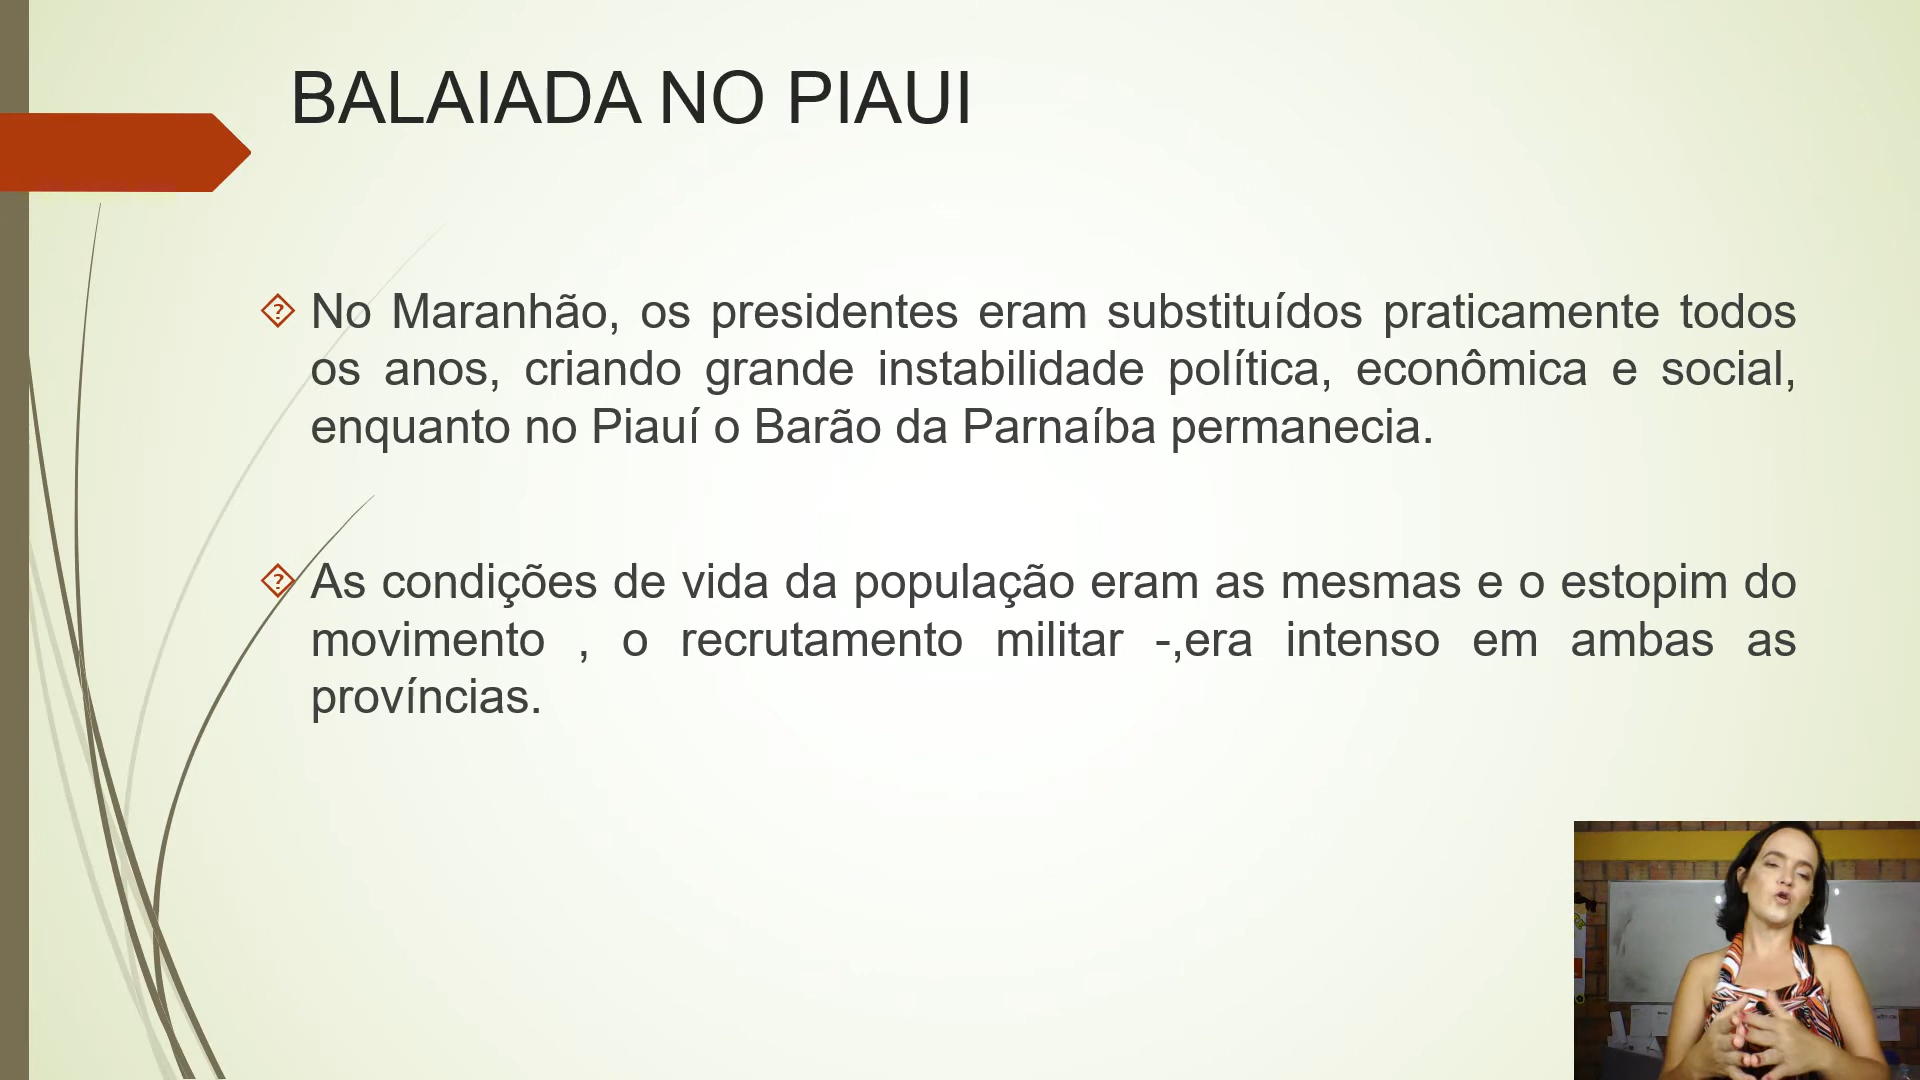 BALAIADA NO PIAUI
No Maranhão, os presidentes eram substituídos praticamente todos
os anos, criando grande instabilidade política, econômica e social,
enquanto no Piauí o Barão da Parnaíba permanecia.
As condições de vida da população eram as mesmas e o estopim do
movimento , o recrutamento militar -,era intenso em ambas as
províncias.